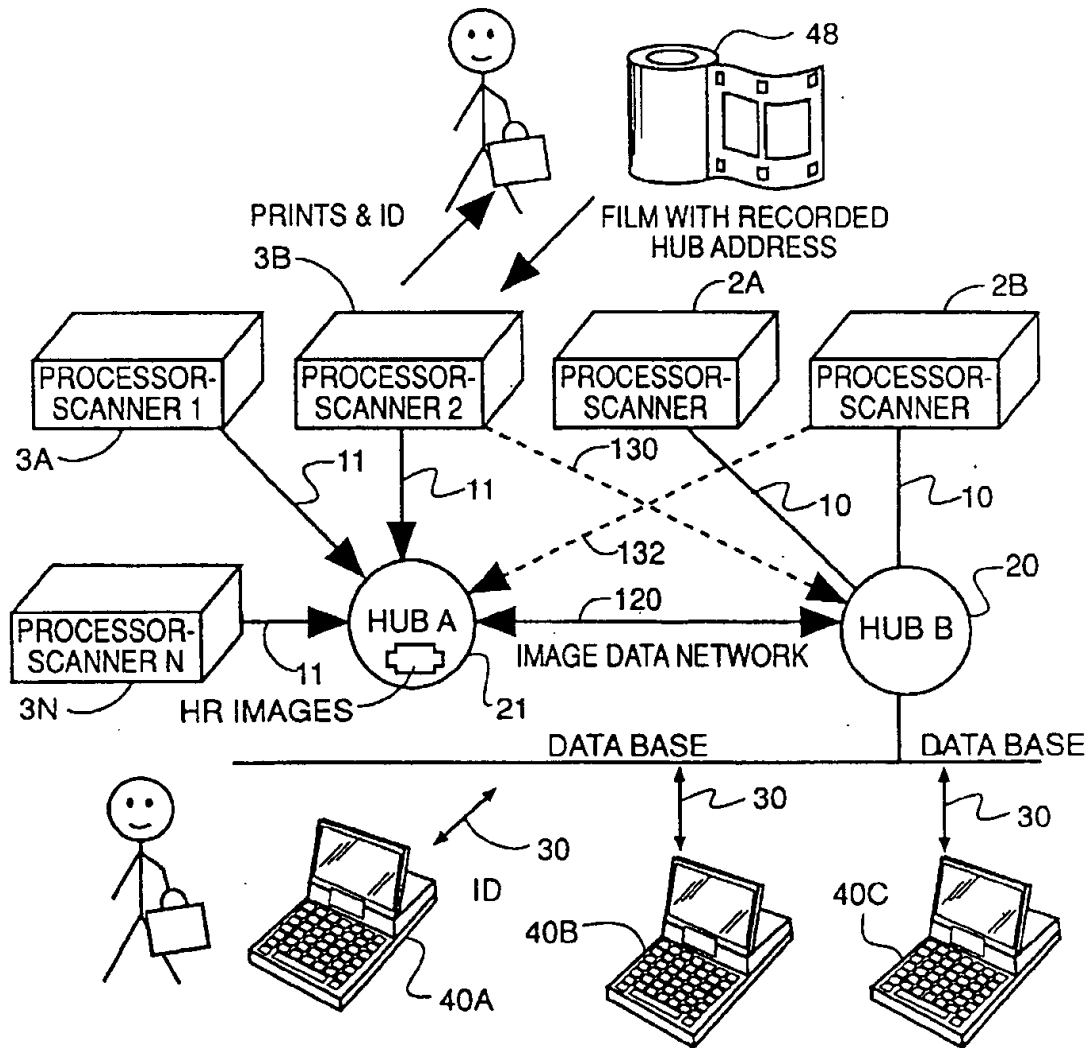 48
PRINTS & ID
FILM WITH RECORDED
HUB ADDRESS
3B
2A
2B
PROCESSOR-
SCANNER 1
PROCESSOR-
SCANNER 2
PROCESSOR-
SCANNER
PROCESSOR-
SCANNER
3A
11
11
130
10
10
132
20
PROCESSOR-
SCANNER N
11
HUB A
120
HUB B
IMAGE DATA NETWORK
3N
HR IMAGES
21
DATA BASE
DATA BASE
30
30
30
ID
40A
40B
40C